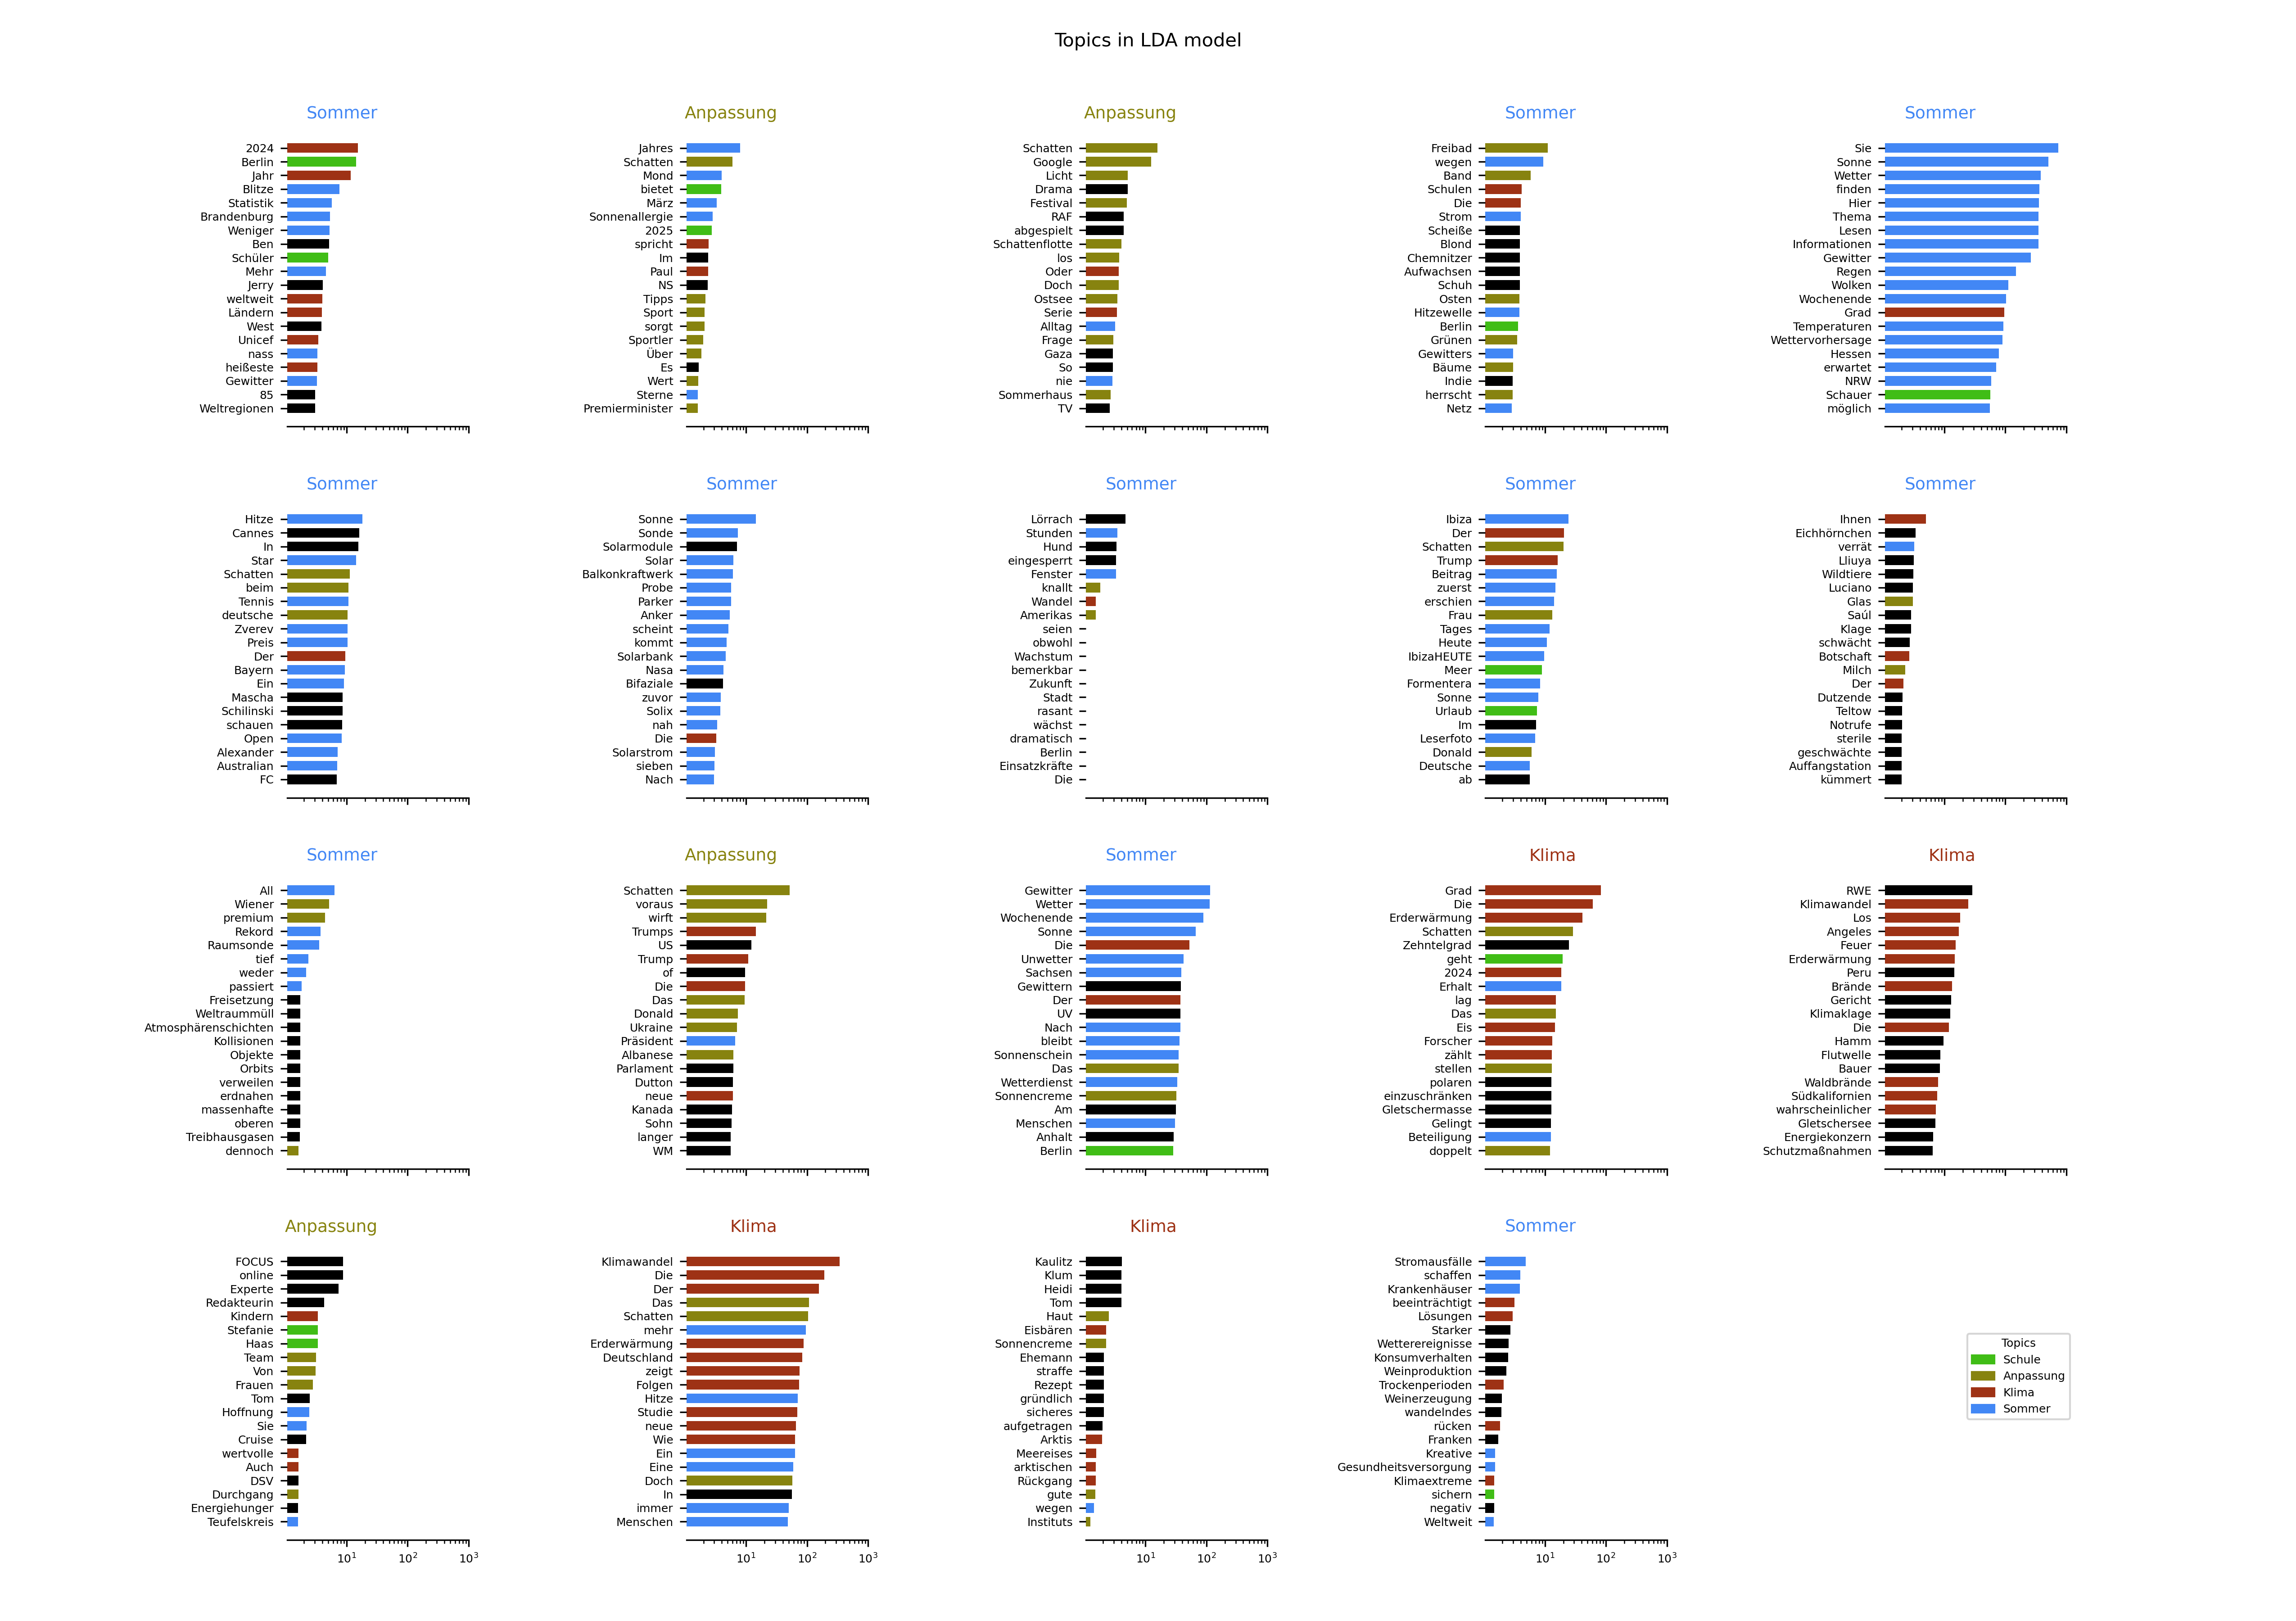 Topics in LDA model
Sommer
2024
Berlin
Jahr
Blitze
Statistik
Brandenburg
Weniger
Ben
Schüler
Mehr
Jerry
weltweit
Ländern
West
Unicef
nass
heißeste
Gewitter
85
Weltregionen
Anpassung
Jahres
Schatten
Mond
bietet
März
Sonnenallergie
2025
spricht
Im
Paul
NS
Tipps
Sport
sorgt
Sportler
Über
Es
Wert
Sterne
Premierminister
Anpassung
Schatten
Google
Licht
Drama
Festival
RAF
abgespielt
Schattenflotte
los
Oder
Doch
Ostsee
Serie
Alltag
Frage
Gaza
So
nie
Sommerhaus
TV
Sommer
Freibad
wegen
Band
Schulen
Die
Strom
Scheiße
Blond
Chemnitzer
Aufwachsen
Schuh
Osten
Hitzewelle
Berlin
Grünen
Gewitters
Bäume
Indie
herrscht
Netz
Sommer
Sie
Sonne
Wetter
finden
Hier
Thema
Lesen
Informationen
Gewitter
Regen
Wolken
Wochenende
Grad
Temperaturen
Wettervorhersage
Hessen
erwartet
NRW
Schauer
möglich
Sommer
Hitze
Cannes
In
Star
Schatten
beim
Tennis
deutsche
Zverev
Preis
Der
Bayern
Ein
Mascha
Schilinski
schauen
Open
Alexander
Australian
FC
Sommer
Sonne
Sonde
Solarmodule
Solar
Balkonkraftwerk
Probe
Parker
Anker
scheint
kommt
Solarbank
Nasa
Bifaziale
zuvor
Solix
nah
Die
Solarstrom
sieben
Nach
Sommer
Lörrach
Stunden
Hund
eingesperrt
Fenster
knallt
Wandel
Amerikas
seien
obwohl
Wachstum
bemerkbar
Zukunft
Stadt
rasant
wächst
dramatisch
Berlin
Einsatzkräfte
Die
Sommer
Ibiza
Der
Schatten
Trump
Beitrag
zuerst
erschien
Frau
Tages
Heute
IbizaHEUTE
Meer
Formentera
Sonne
Urlaub
Im
Leserfoto
Donald
Deutsche
ab
Sommer
Ihnen
Eichhörnchen
verrät
Lliuya
Wildtiere
Luciano
Glas
Saúl
Klage
schwächt
Botschaft
Milch
Der
Dutzende
Teltow
Notrufe
sterile
geschwächte
Auffangstation
kümmert
Sommer
All
Wiener
premium
Rekord
Raumsonde
tief
weder
passiert
Freisetzung
Weltraummüll
Atmosphärenschichten
Kollisionen
Objekte
Orbits
verweilen
erdnahen
massenhafte
oberen
Treibhausgasen
dennoch
Anpassung
Schatten
voraus
wirft
Trumps
US
Trump
of
Die
Das
Donald
Ukraine
Präsident
Albanese
Parlament
Dutton
neue
Kanada
Sohn
langer
WM
Sommer
Gewitter
Wetter
Wochenende
Sonne
Die
Unwetter
Sachsen
Gewittern
Der
UV
Nach
bleibt
Sonnenschein
Das
Wetterdienst
Sonnencreme
Am
Menschen
Anhalt
Berlin
Klima
Grad
Die
Erderwärmung
Schatten
Zehntelgrad
geht
2024
Erhalt
lag
Das
Eis
Forscher
zählt
stellen
polaren
einzuschränken
Gletschermasse
Gelingt
Beteiligung
doppelt
Klima
RWE
Klimawandel
Los
Angeles
Feuer
Erderwärmung
Peru
Brände
Gericht
Klimaklage
Die
Hamm
Flutwelle
Bauer
Waldbrände
Südkalifornien
wahrscheinlicher
Gletschersee
Energiekonzern
Schutzmaßnahmen
Anpassung
FOCUS
online
Experte
Redakteurin
Kindern
Stefanie
Haas
Team
Von
Frauen
Tom
Hoffnung
Sie
Cruise
wertvolle
Auch
DSV
Durchgang
Energiehunger
Teufelskreis
10¹ 10² 10³
Klima
Klimawandel
Die
Der
Das
Schatten
mehr
Erderwärmung
Deutschland
zeigt
Folgen
Hitze
Studie
neue
Wie
Ein
Eine
Doch
In
immer
Menschen
10¹ 10² 10³
Klima
Kaulitz
Klum
Heidi
Tom
Haut
Eisbären
Sonnencreme
Ehemann
straffe
Rezept
gründlich
sicheres
aufgetragen
Arktis
Meereises
arktischen
Rückgang
gute
wegen
Instituts
10¹ 10² 10³
Sommer
Stromausfälle
schaffen
Krankenhäuser
beeinträchtigt
Lösungen
Starker
Wetterereignisse
Konsumverhalten
Weinproduktion
Trockenperioden
Weinerzeugung
wandelndes
rücken
Franken
Kreative
Gesundheitsversorgung
Klimaextreme
sichern
negativ
Weltweit
10¹ 10² 10³
Topics
Schule
Anpassung
Klima
Sommer